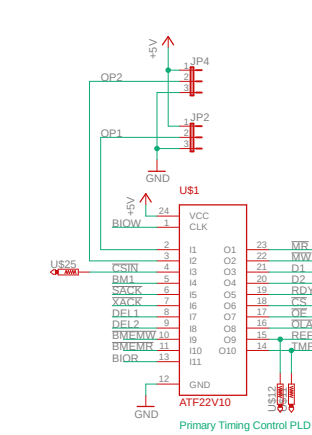 +5V
JP4
1
2
3
OP2
JP2
1
2
3
OP1
GND
U$1
+5V
24 VCC
BIOW 1 CLK
2 I1 O1 23 MR
3 I2 O2 22 MW
U$25
CSIN 4 I3 O3 21 D1
BM1 5 I4 O4 20 D2
SACK 6 I5 O5 19 RDY
XACK 7 I6 O6 18 CS
DEL1 8 I7 O7 17 OE
DEL2 9 I8 O8 16 OLA
BMEMW 10 I9 O9 15 REF
BMEMR 11 I10 O10 14 TME
BIOR 13 I11
12 GND
U$12
GND
ATF22V10
Primary Timing Control PLD